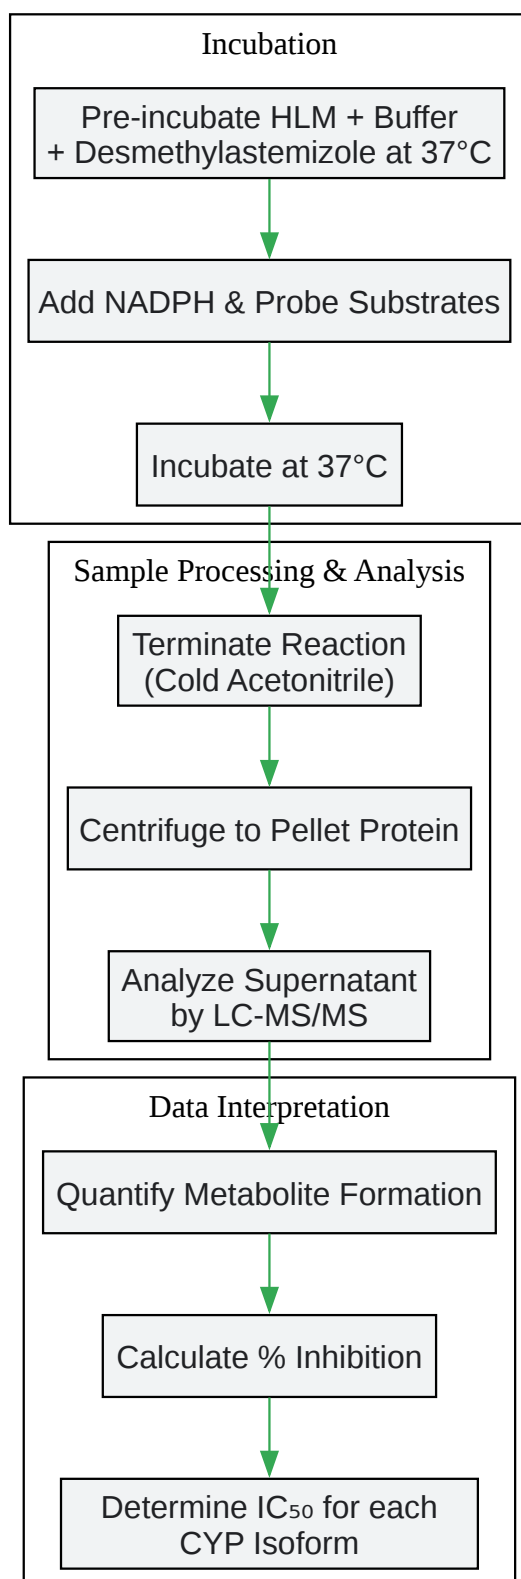 Incubation
Pre-incubate HLM + Buffer
+ Desmethylastemizole at 37°C
Add NADPH & Probe Substrates
Incubate at 37°C
Sample Processing & Analysis
Terminate Reaction
(Cold Acetonitrile)
Centrifuge to Pellet Protein
Analyze Supernatant
by LC-MS/MS
Data Interpretation
Quantify Metabolite Formation
Calculate % Inhibition
Determine IC₅₀ for each
CYP Isoform